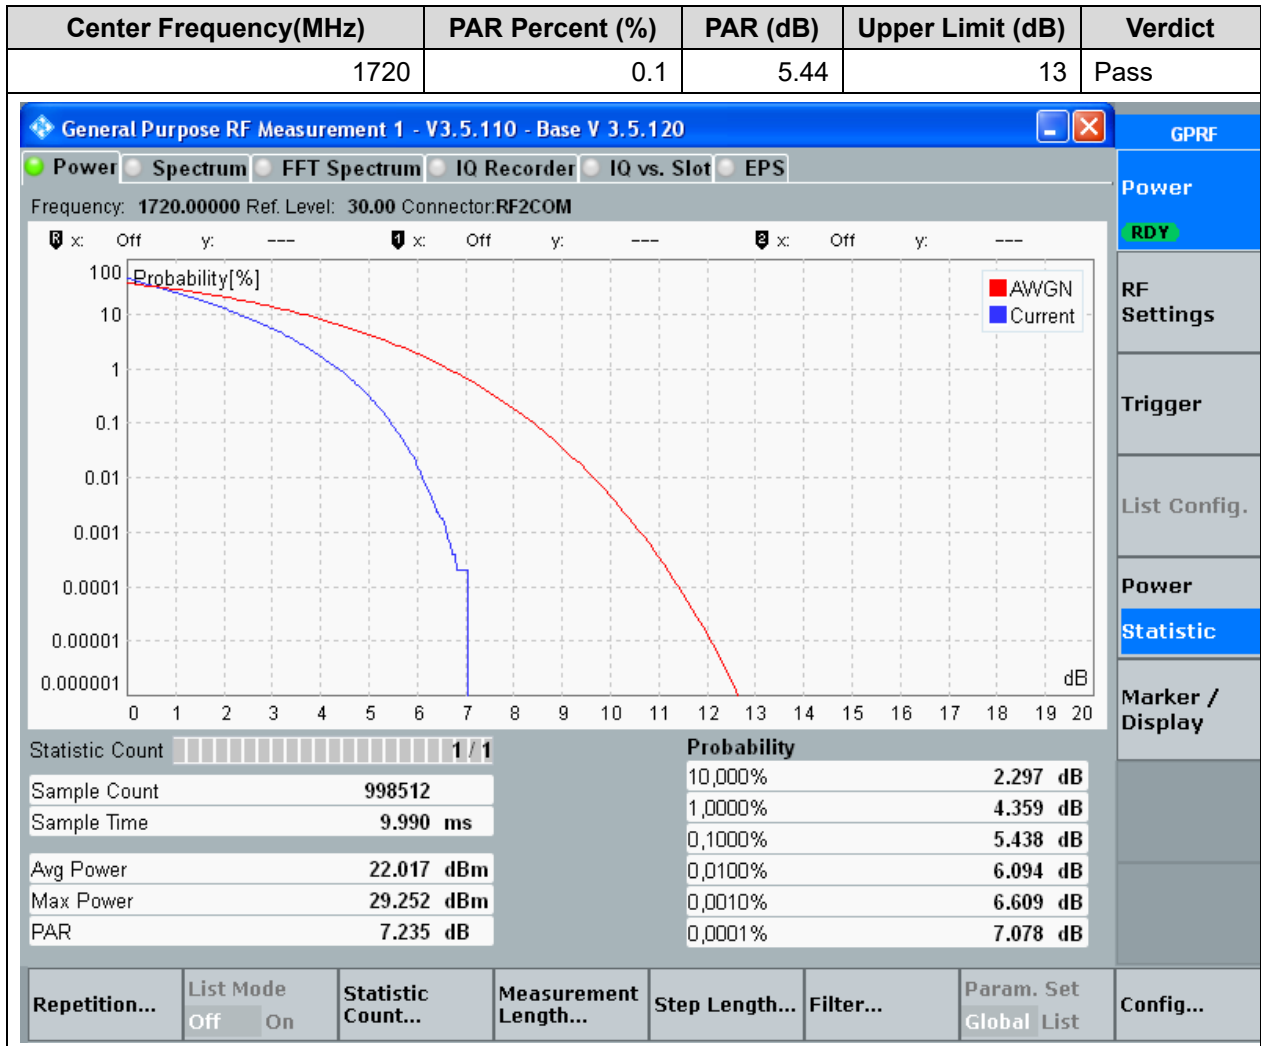 Center Frequency(MHz) PAR Percent (%) PAR (dB) Upper Limit (dB) Verdict
1720 0.1 5.44 13 Pass
General Purpose RF Measurement 1 - V3.5.110 - Base V 3.5.120
GPRF
Power Spectrum FFT Spectrum IQ Recorder IQ vs. Slot EPS
Power
RDY
Frequency: 1720.00000 Ref. Level: 30.00 Connector:RF2COM
R x: Off y: --- 1 x: Off y: --- 2 x: Off y: ---
Probability[%]
AWGN
Current
100
10
1
0.1
0.01
0.001
0.0001
0.00001
0.000001
dB
0 1 2 3 4 5 6 7 8 9 10 11 12 13 14 15 16 17 18 19 20
RF
Settings
Trigger
List Config.
Power
Statistic
Marker /
Display
Statistic Count 1 / 1
Sample Count 998512
Sample Time 9.990 ms
Avg Power 22.017 dBm
Max Power 29.252 dBm
PAR 7.235 dB
Probability
10,000% 2.297 dB
1,0000% 4.359 dB
0,1000% 5.438 dB
0,0100% 6.094 dB
0,0010% 6.609 dB
0,0001% 7.078 dB
Repetition...
List Mode
Off On
Statistic
Count...
Measurement
Length...
Step Length...
Filter...
Param. Set
Global List
Config...